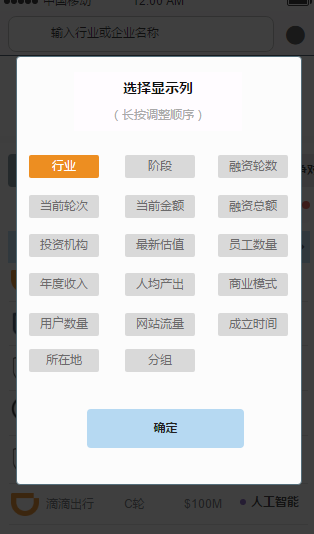 中国移动 12:00 AM
输入行业或企业名称
选择显示列
（长按调整顺序）
行业 阶段 融资轮数
当前轮次 当前金额 融资总额
投资机构 最新估值 员工数量
年度收入 人均产出 商业模式
用户数量 网站流量 成立时间
所在地 分组
确定
滴滴出行 C轮 $100M 人工智能